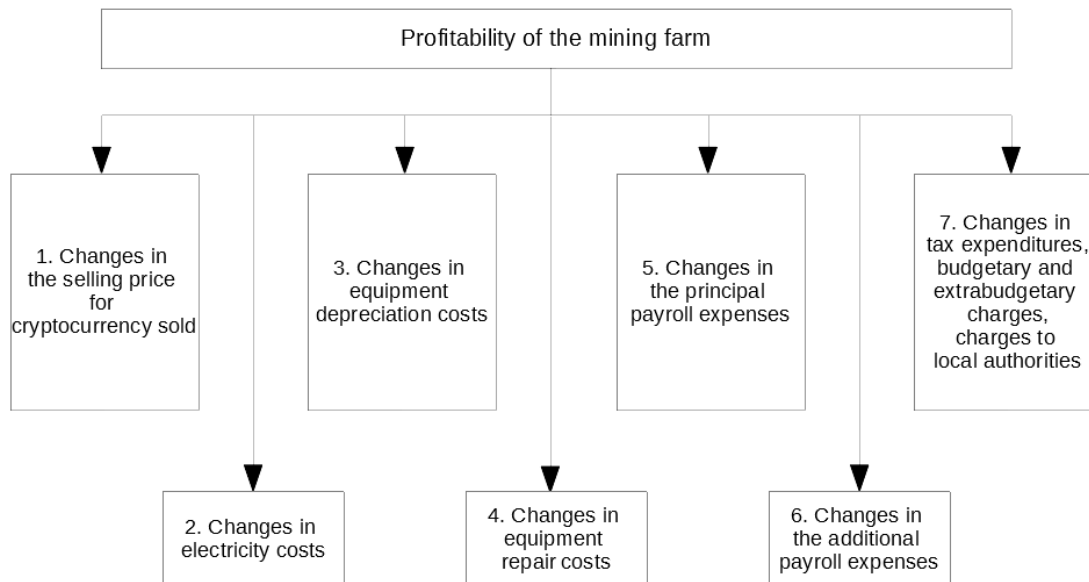 Profitability of the mining farm
1. Changes in
the selling price
for
cryptocurrency sold
3. Changes in
equipment
depreciation costs
5. Changes in
the principal
payroll expenses
7. Changes in
tax expenditures,
budgetary and
extrabudgetary
charges,
charges to
local authorities
2. Changes in
electricity costs
4. Changes in
equipment
repair costs
6. Changes in
the additional
payroll expenses